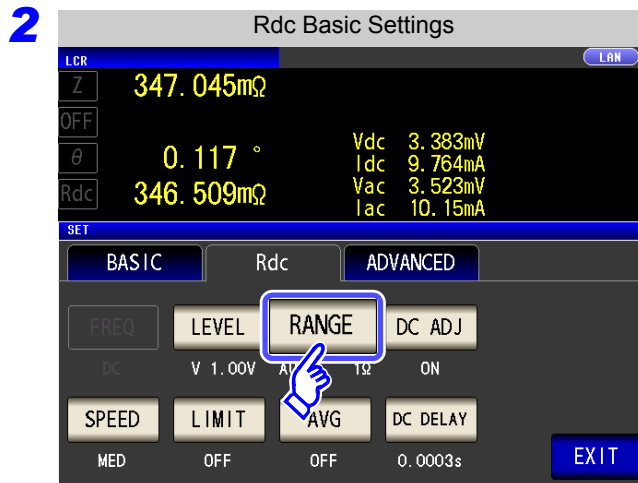 2
Rdc Basic Settings
LCR
LAN
Z 347.045mΩ
OFF
θ 0.117 °
Rdc 346.509mΩ
Vdc 3.383mV
Idc 9.764mA
Vac 3.523mV
Iac 10.15mA
SET
BASIC Rdc ADVANCED
FREQ LEVEL RANGE DC ADJ
DC V 1.00V 1Ω ON
SPEED LIMIT AVG DC DELAY
MED OFF OFF 0.0003s
EXIT